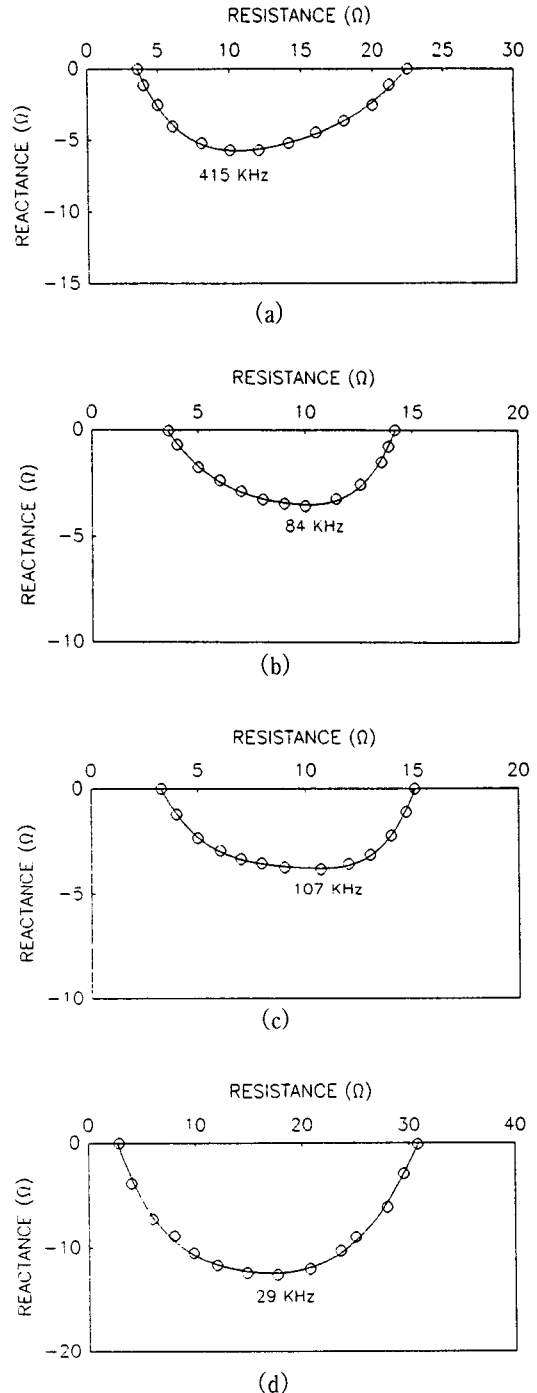 RESISTANCE (Ω)
0 5 10 15 20 25 30
REACTANCE (Ω)
0
-5
-10
-15
415 KHz
(a)
RESISTANCE (Ω)
0 5 10 15 20
REACTANCE (Ω)
0
-5
-10
84 KHz
(b)
RESISTANCE (Ω)
0 5 10 15 20
REACTANCE (Ω)
0
-5
-10
107 KHz
(c)
RESISTANCE (Ω)
0 10 20 30 40
REACTANCE (Ω)
0
-10
-20
29 KHz
(d)